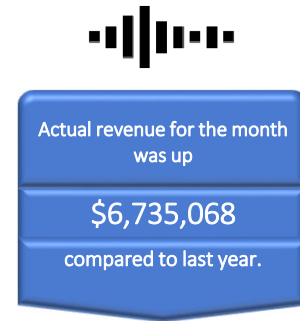 Actual revenue for the month
was up
$6,735,068
compared to last year.